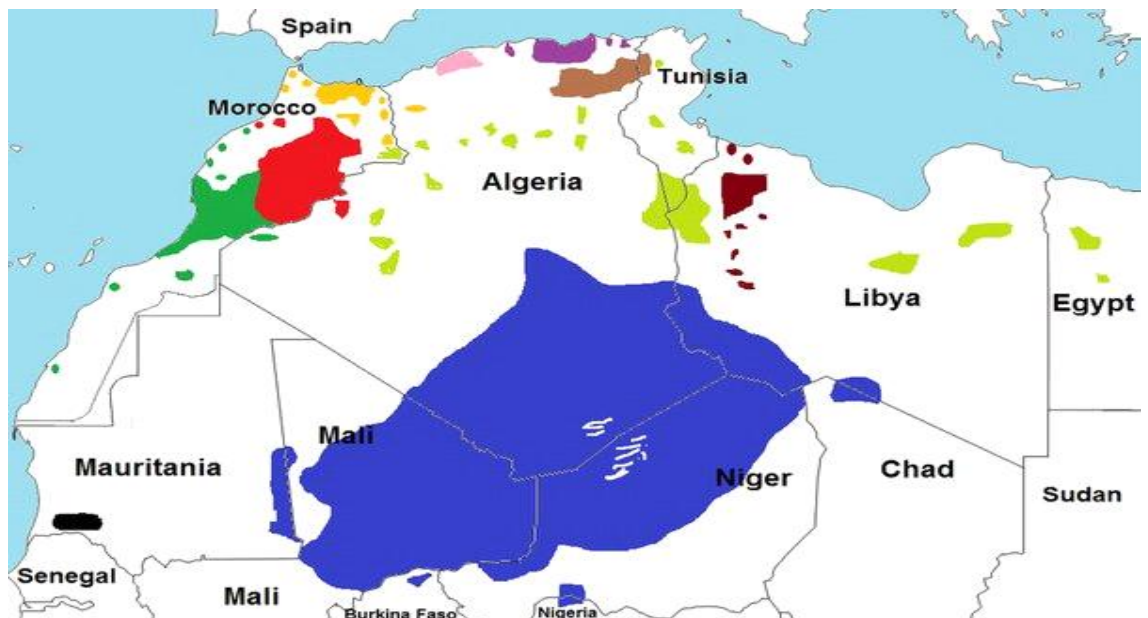 Spain
Tunisia
Morocco
Algeria
Libya
Egypt
Mali
Mauritania
Niger
Chad
Sudan
Senegal
Mali
Burkina Faso
Nigeria